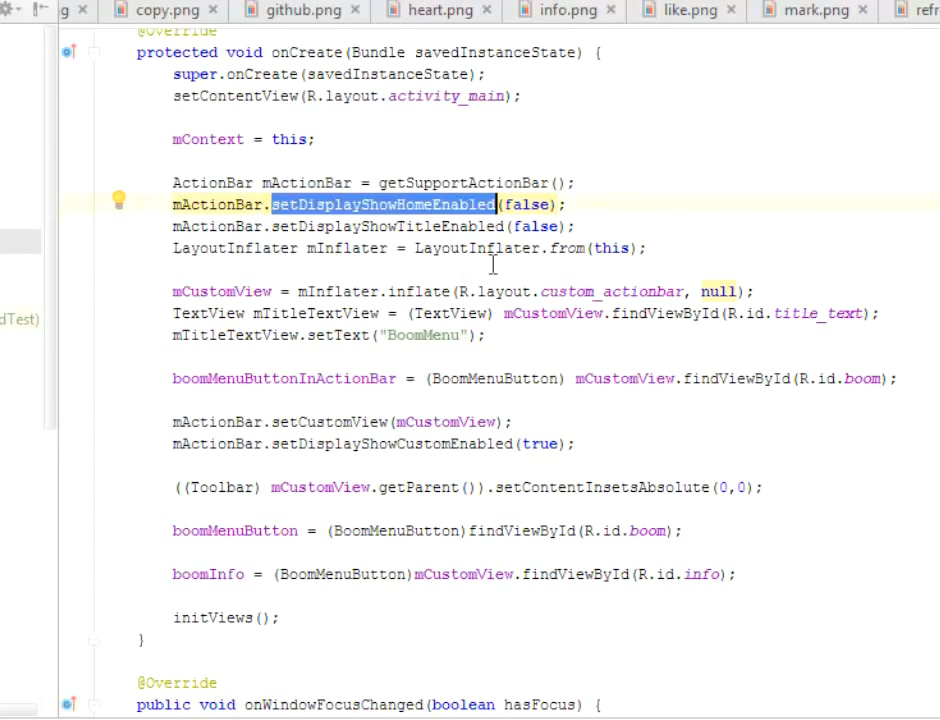 g
copy.png
github.png
heart.png
info.png
like.png
mark.png
refr
@Override
protected void onCreate(Bundle savedInstanceState) {
super.onCreate(savedInstanceState);
setContentView(R.layout.activity_main);
mContext = this;
ActionBar mActionBar = getSupportActionBar();
mActionBar.setDisplayShowHomeEnabled(false);
mActionBar.setDisplayShowTitleEnabled(false);
LayoutInflater mInflater = LayoutInflater.from(this);
mCustomView = mInflater.inflate(R.layout.custom_actionbar, null);
dTest)
TextView mTitleTextView = (TextView) mCustomView.findViewById(R.id.title_text);
mTitleTextView.setText("BoomMenu");
boomMenuButtonInActionBar = (BoomMenuButton) mCustomView.findViewById(R.id.boom);
mActionBar.setCustomView(mCustomView);
mActionBar.setDisplayShowCustomEnabled(true);
((Toolbar) mCustomView.getParent()).setContentInsetsAbsolute(0,0);
boomMenuButton = (BoomMenuButton)findViewById(R.id.boom);
boomInfo = (BoomMenuButton)mCustomView.findViewById(R.id.info);
initViews();
}
@Override
public void onWindowFocusChanged(boolean hasFocus) {